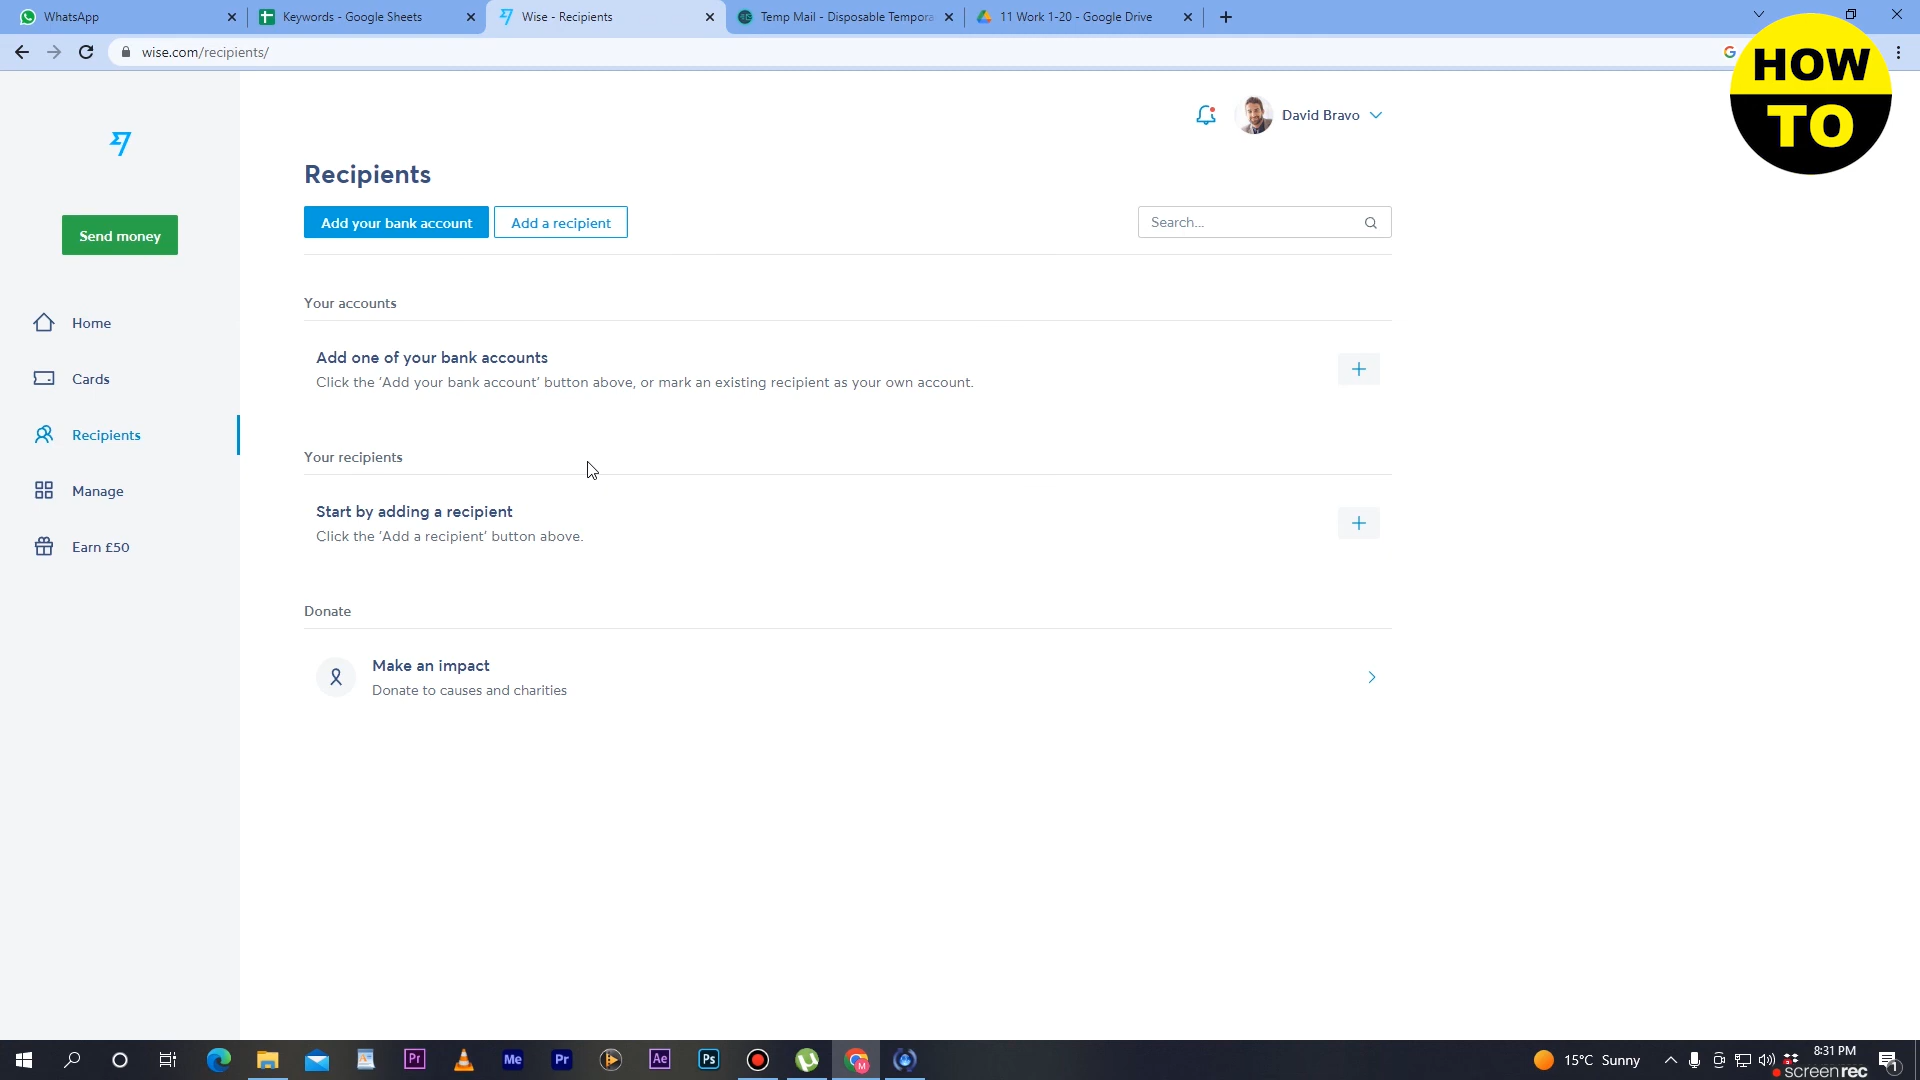 WhatsApp
Keywords - Google Sheets
Wise - Recipients
Temp Mail - Disposable Tempora
11 Work 1-20 - Google Drive
wise.com/recipients/
HOW
TO
David Bravo
Recipients
Send money
Add your bank account
Add a recipient
Search...
Your accounts
Home
Add one of your bank accounts
Click the 'Add your bank account' button above, or mark an existing recipient as your own account.
Cards
Recipients
Your recipients
Manage
Start by adding a recipient
Click the 'Add a recipient' button above.
Earn £50
Donate
Make an impact
Donate to causes and charities
Pr
Me
Pr
Ae
Ps
M
15°C Sunny
8:31 PM
screenrec
1